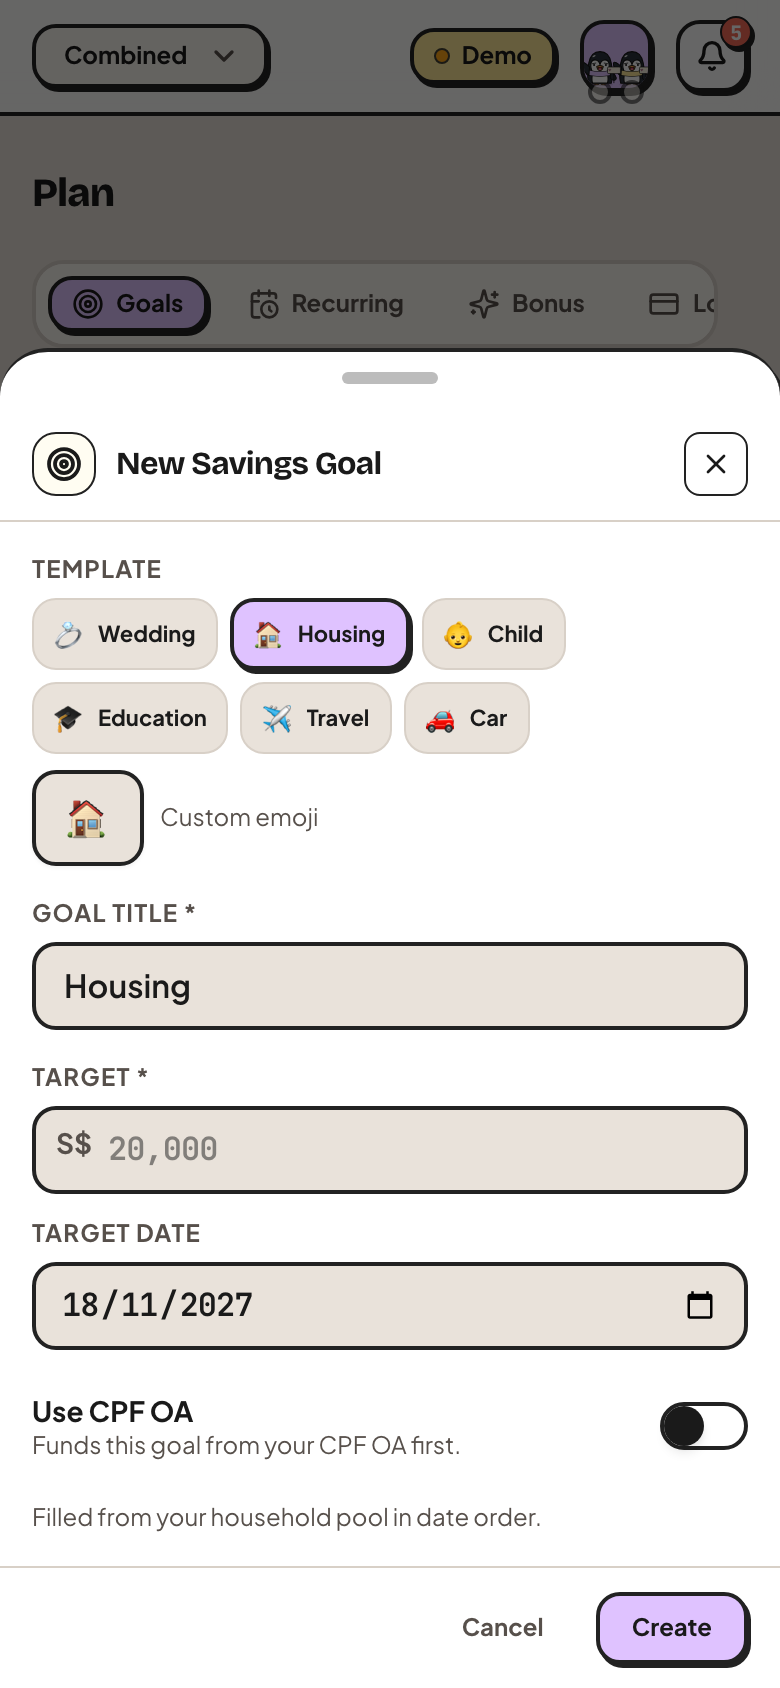 Combined
Demo
5
Plan
Goals
Recurring
Bonus
New Savings Goal
TEMPLATE
Wedding
Housing
Child
Education
Travel
Car
Custom emoji
GOAL TITLE *
Housing
TARGET *
S$ 20,000
TARGET DATE
18/11/2027
Use CPF OA
Funds this goal from your CPF OA first.
Filled from your household pool in date order.
Cancel
Create